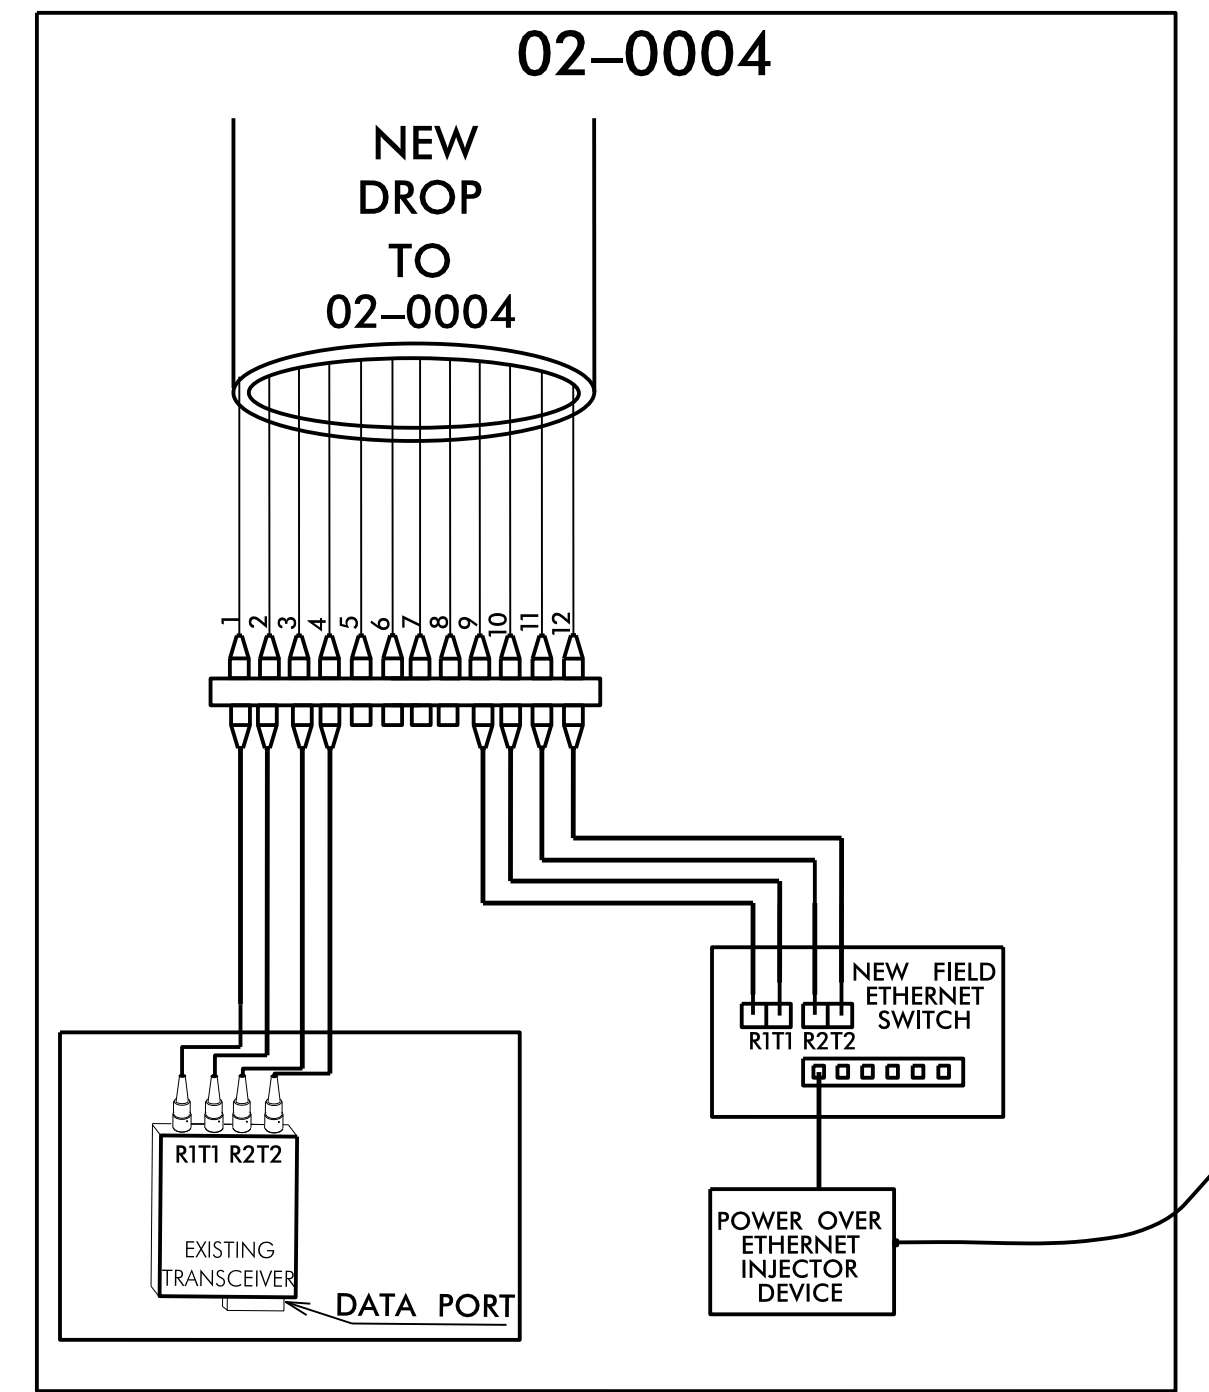 02–0004
NEW
DROP
TO
02–0004
1 2 3 4 5 6 7 8 9 10 11 12
NEW FIELD
ETHERNET
SWITCH
R1T1 R2T2
R1T1 R2T2
EXISTING
TRANSCEIVER
DATA PORT
POWER OVER
ETHERNET
INJECTOR
DEVICE